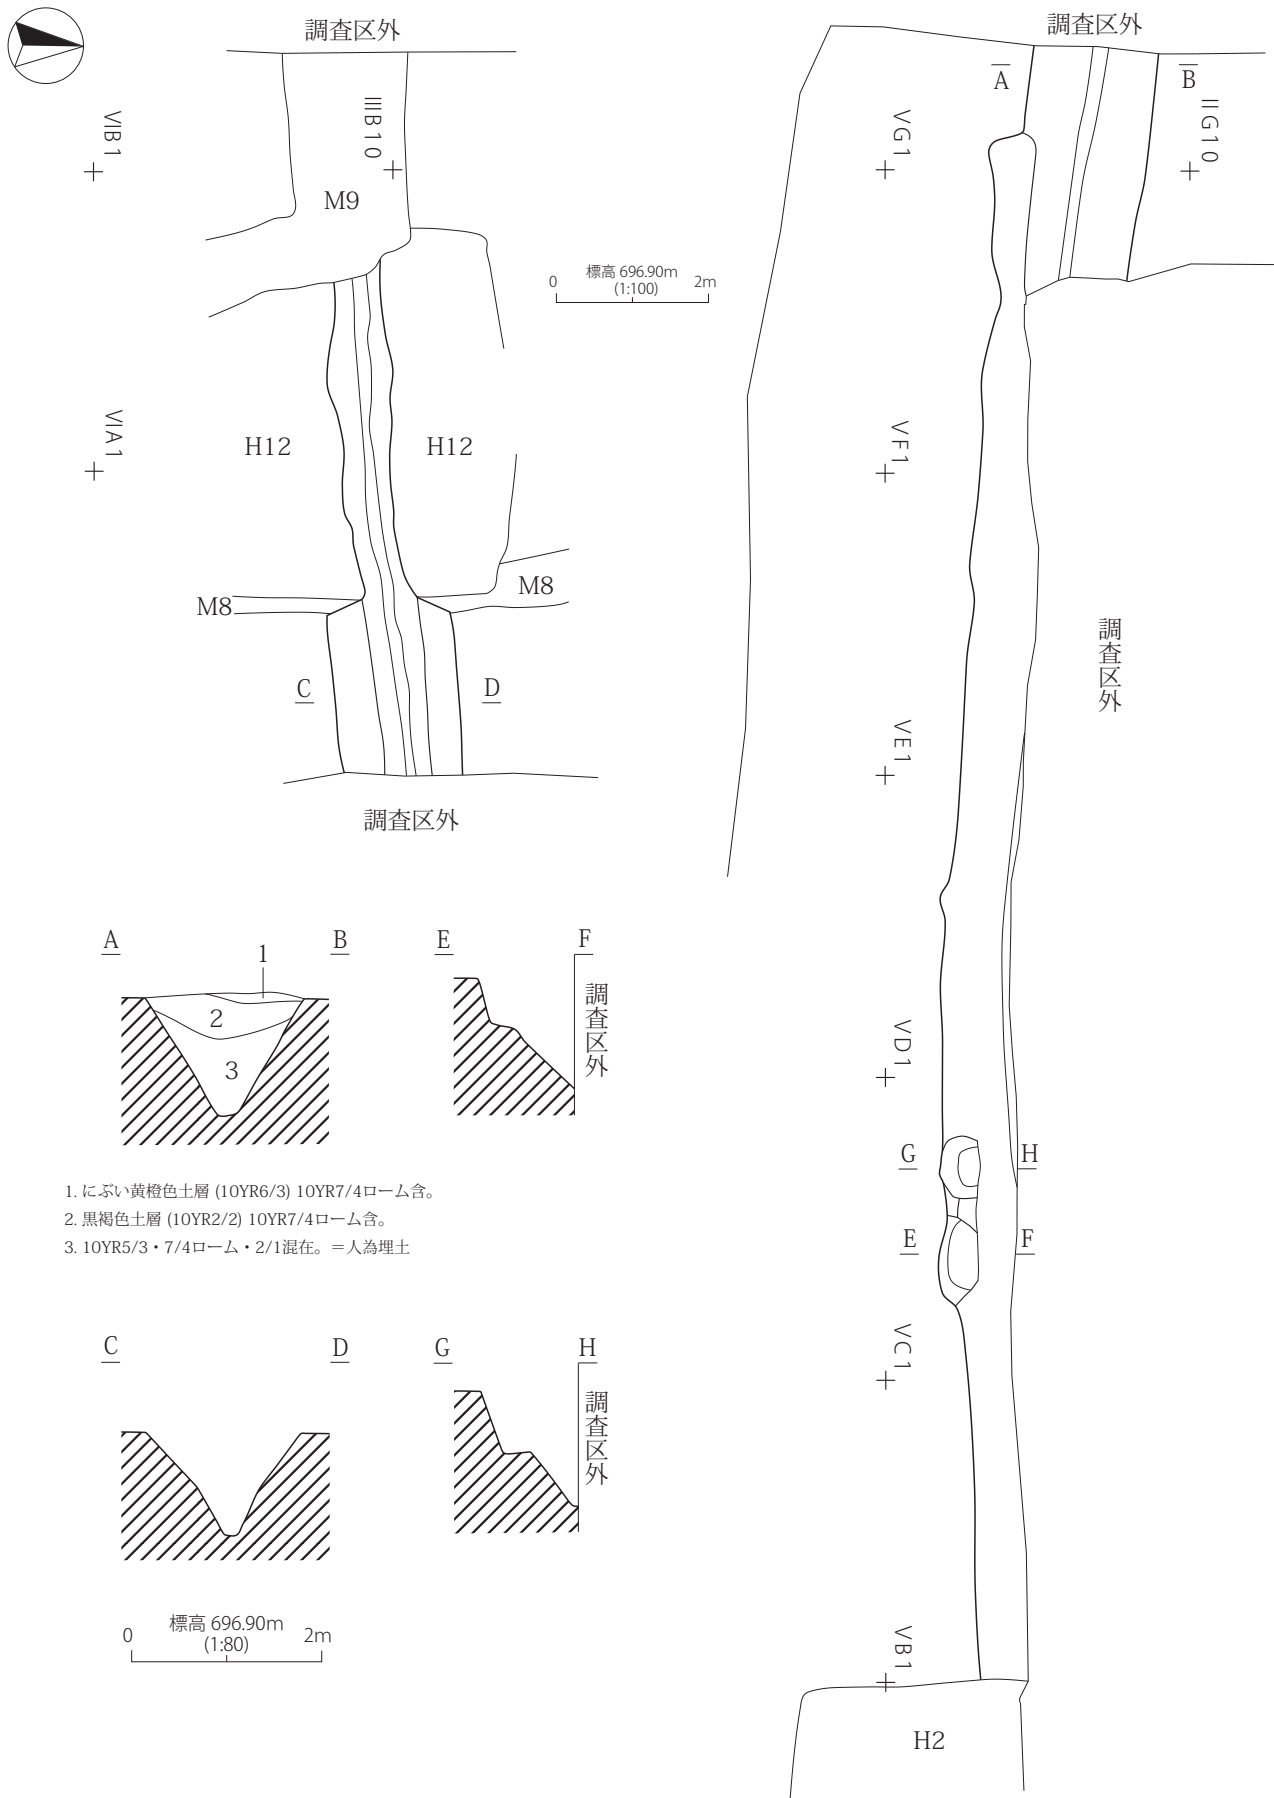 調査区外
調査区外
A
B
ⅥB1
ⅢB10
ⅤG1
ⅡG10
M9
標高 696.90m
0 2m
(1:100)
ⅥA1
H12
H12
ⅤF1
M8
M8
調査区外
C
D
ⅤE1
調査区外
A
B
1
2
3
E
F
調査区外
ⅤD1
G
H
1. にぶい黄橙色土層 (10YR6/3) 10YR7/4ローム含。
2. 黒褐色土層 (10YR2/2) 10YR7/4ローム含。
3. 10YR5/3・7/4ローム・2/1混在。＝人為埋土
E
F
ⅤC1
C
D
G
H
調査区外
標高 696.90m
0 2m
(1:80)
ⅤB1
H2